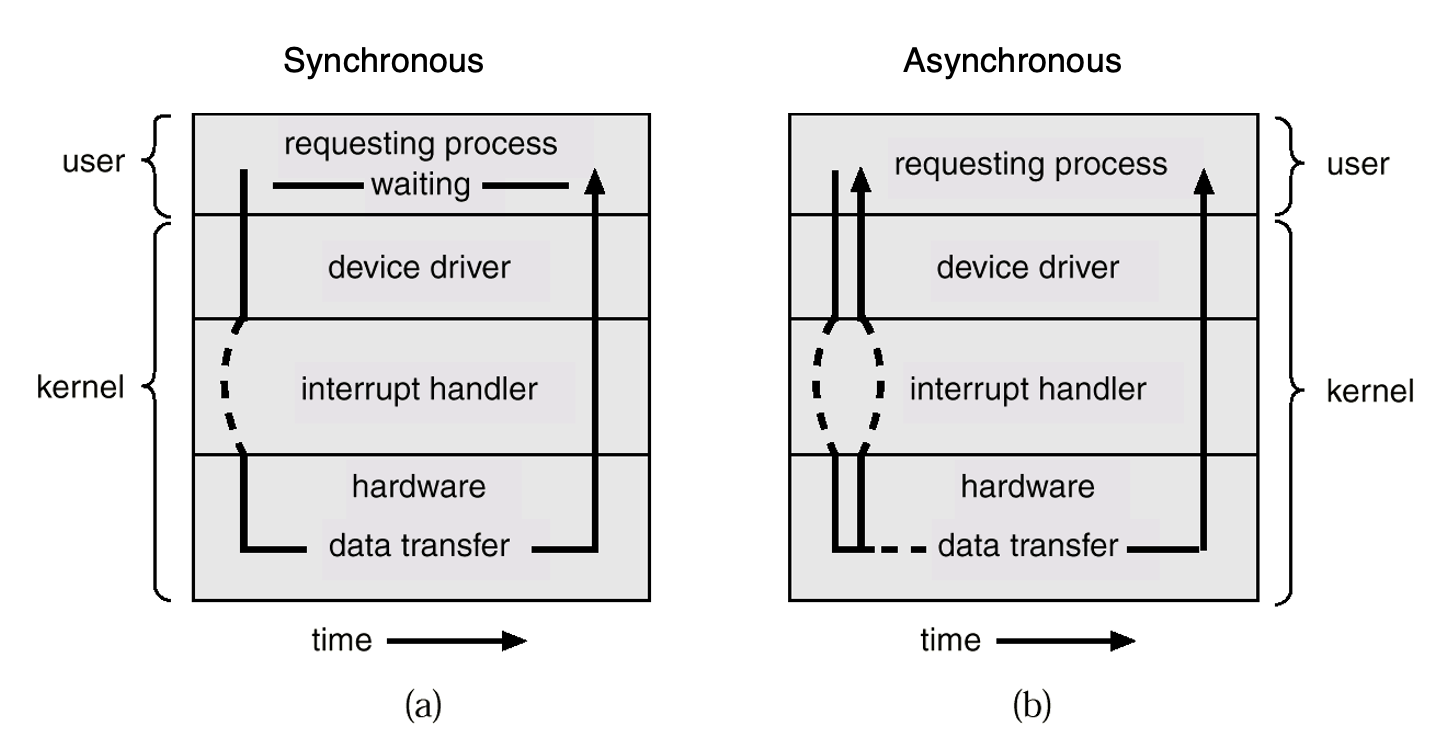 Synchronous
user
requesting process
waiting
device driver
kernel
interrupt handler
hardware
data transfer
time
(a)
Asynchronous
requesting process
user
device driver
interrupt handler
kernel
hardware
data transfer
time
(b)